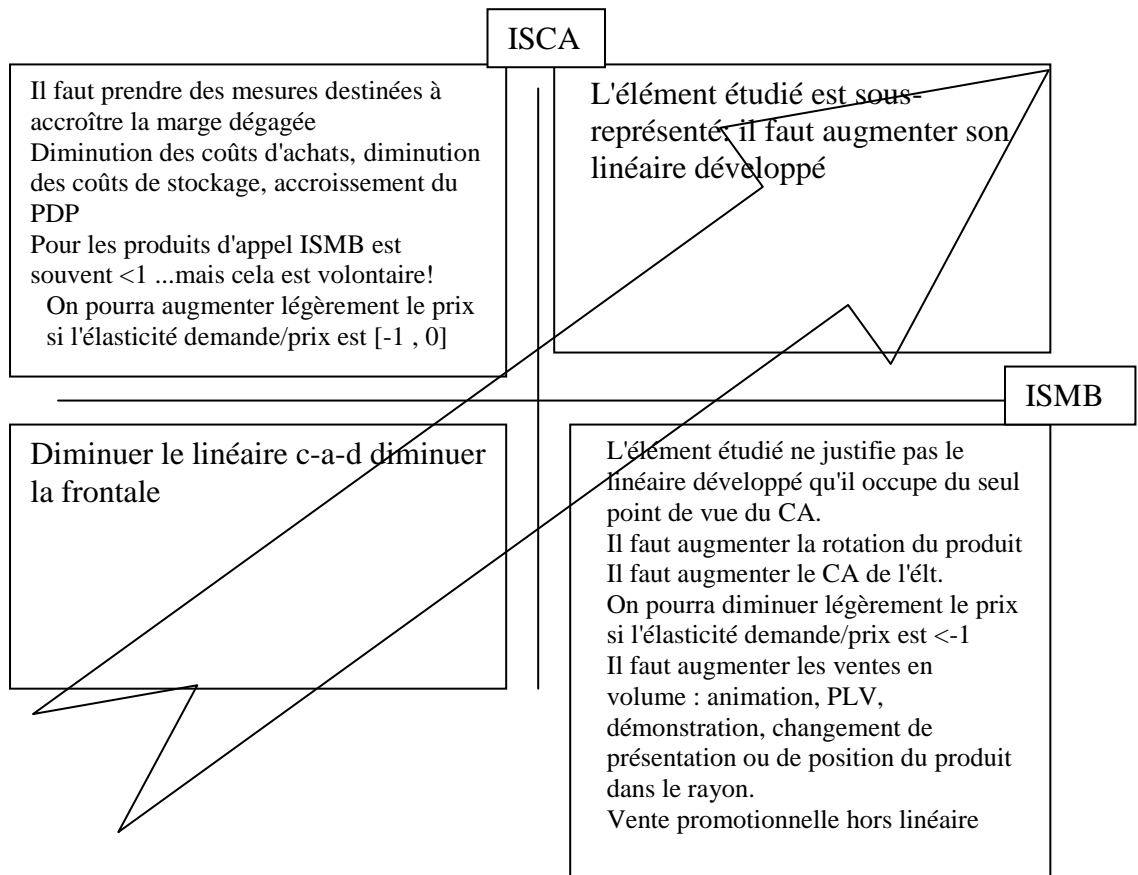 ISCA
Il faut prendre des mesures destinées à
accroître la marge dégagée
Diminution des coûts d'achats, diminution
des coûts de stockage, accroissement du
PDP
Pour les produits d'appel ISMB est
souvent <1 ...mais cela est volontaire!
On pourra augmenter légèrement le prix
si l'élasticité demande/prix est [-1 , 0]
L'élément étudié est sous-
représenté: il faut augmenter son
linéaire développé
ISMB
Diminuer le linéaire c-a-d diminuer
la frontale
L'élément étudié ne justifie pas le
linéaire développé qu'il occupe du seul
point de vue du CA.
Il faut augmenter la rotation du produit
Il faut augmenter le CA de l'élt.
On pourra diminuer légèrement le prix
si l'élasticité demande/prix est <-1
Il faut augmenter les ventes en
volume : animation, PLV,
démonstration, changement de
présentation ou de position du produit
dans le rayon.
Vente promotionnelle hors linéaire